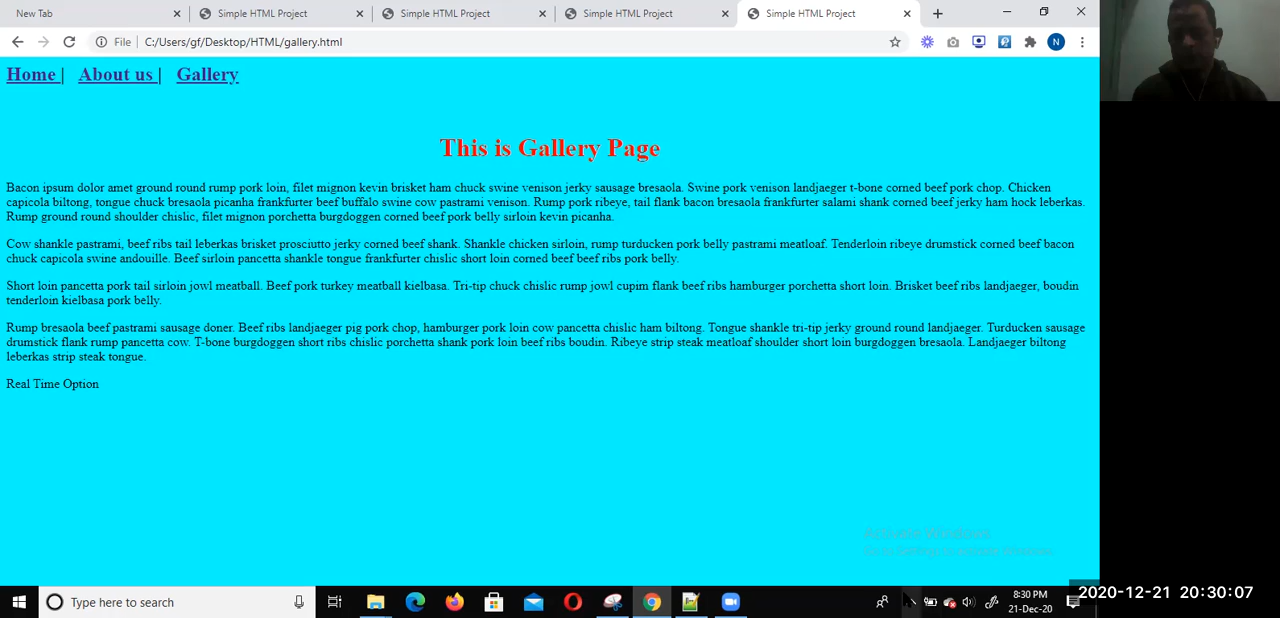 New Tab
Simple HTML Project
Simple HTML Project
Simple HTML Project
Simple HTML Project
File
C:/Users/gf/Desktop/HTML/gallery.html
N
Home | About us | Gallery
This is Gallery Page
Bacon ipsum dolor amet ground round rump pork loin, filet mignon kevin brisket ham chuck swine venison jerky sausage bresaola. Swine pork venison landjaeger t-bone corned beef pork chop. Chicken
capicola biltong, tongue chuck bresaola picanha frankfurter beef buffalo swine cow pastrami venison. Rump pork ribeye, tail flank bacon bresaola frankfurter salami shank corned beef jerky ham hock leberkas.
Rump ground round shoulder chislic, filet mignon porchetta burgdoggen corned beef pork belly sirloin kevin picanha.
Cow shankle pastrami, beef ribs tail leberkas brisket prosciutto jerky corned beef shank. Shankle chicken sirloin, rump turducken pork belly pastrami meatloaf. Tenderloin ribeye drumstick corned beef bacon
chuck capicola swine andouille. Beef sirloin pancetta shankle tongue frankfurter chislic short loin corned beef beef ribs pork belly.
Short loin pancetta pork tail sirloin jowl meatball. Beef pork turkey meatball kielbasa. Tri-tip chuck chislic rump jowl cupim flank beef ribs hamburger porchetta short loin. Brisket beef ribs landjaeger, boudin
tenderloin kielbasa pork belly.
Rump bresaola beef pastrami sausage doner. Beef ribs landjaeger pig pork chop, hamburger pork loin cow pancetta chislic ham biltong. Tongue shankle tri-tip jerky ground round landjaeger. Turducken sausage
drumstick flank rump pancetta cow. T-bone burgdoggen short ribs chislic porchetta shank pork loin beef ribs boudin. Ribeye strip steak meatloaf shoulder short loin burgdoggen bresaola. Landjaeger biltong
leberkas strip steak tongue.
Real Time Option
Activate Windows
Go to Settings to activate Windows.
Type here to search
8:30 PM
21-Dec-20
2020-12-21 20:30:07